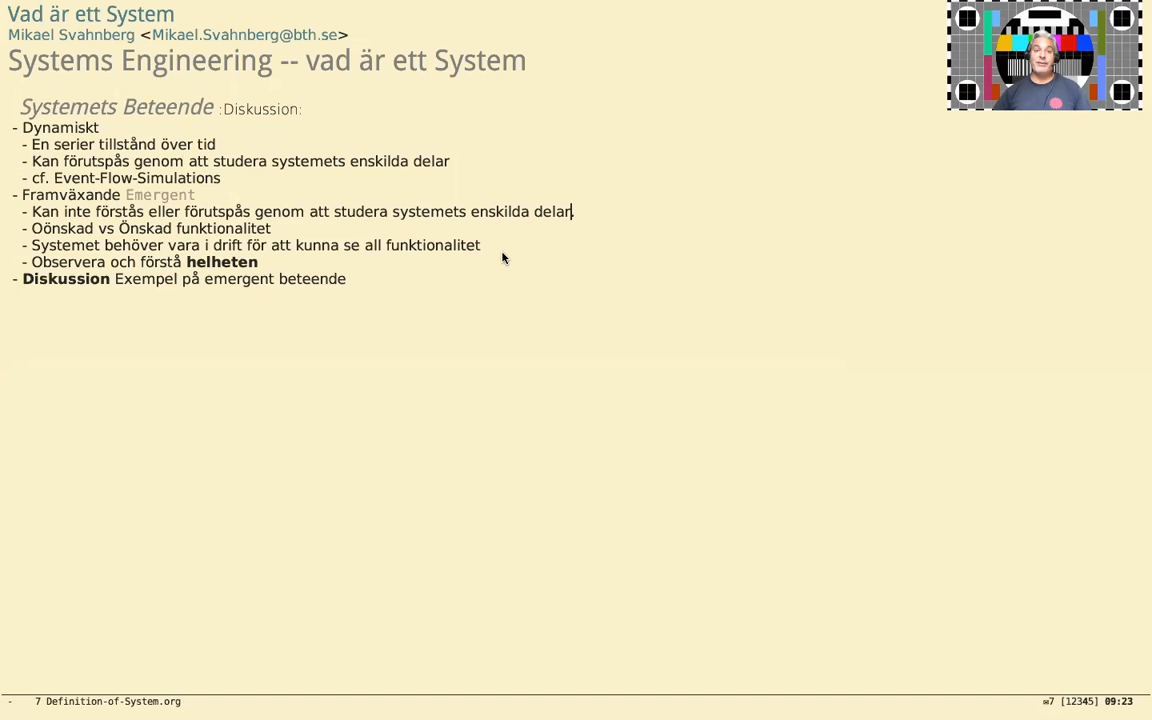 Vad är ett System
Mikael Svahnberg <Mikael.Svahnberg@bth.se>
Systems Engineering -- vad är ett System
Systemets Beteende :Diskussion:
- Dynamiskt
- En serier tillstånd över tid
- Kan förutspås genom att studera systemets enskilda delar
- cf. Event-Flow-Simulations
- Framväxande Emergent
- Kan inte förstås eller förutspås genom att studera systemets enskilda delar.
- Oönskad vs Önskad funktionalitet
- Systemet behöver vara i drift för att kunna se all funktionalitet
- Observera och förstå helheten
- Diskussion Exempel på emergent beteende
- 7 Definition-of-System.org
✉7 [12345] 09:23